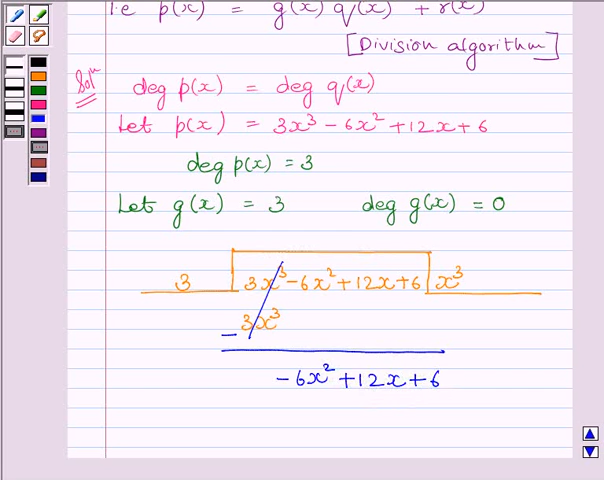 i.e p(x) = g(x) q(x) + r(x)
[Division algorithm]
Solⁿ deg p(x) = deg q(x)
Let p(x) = 3x³ - 6x² + 12x + 6
deg p(x) = 3
Let g(x) = 3 deg g(x) = 0
3 3x³ - 6x² + 12x + 6 x³
- 3x³
- 6x² + 12x + 6